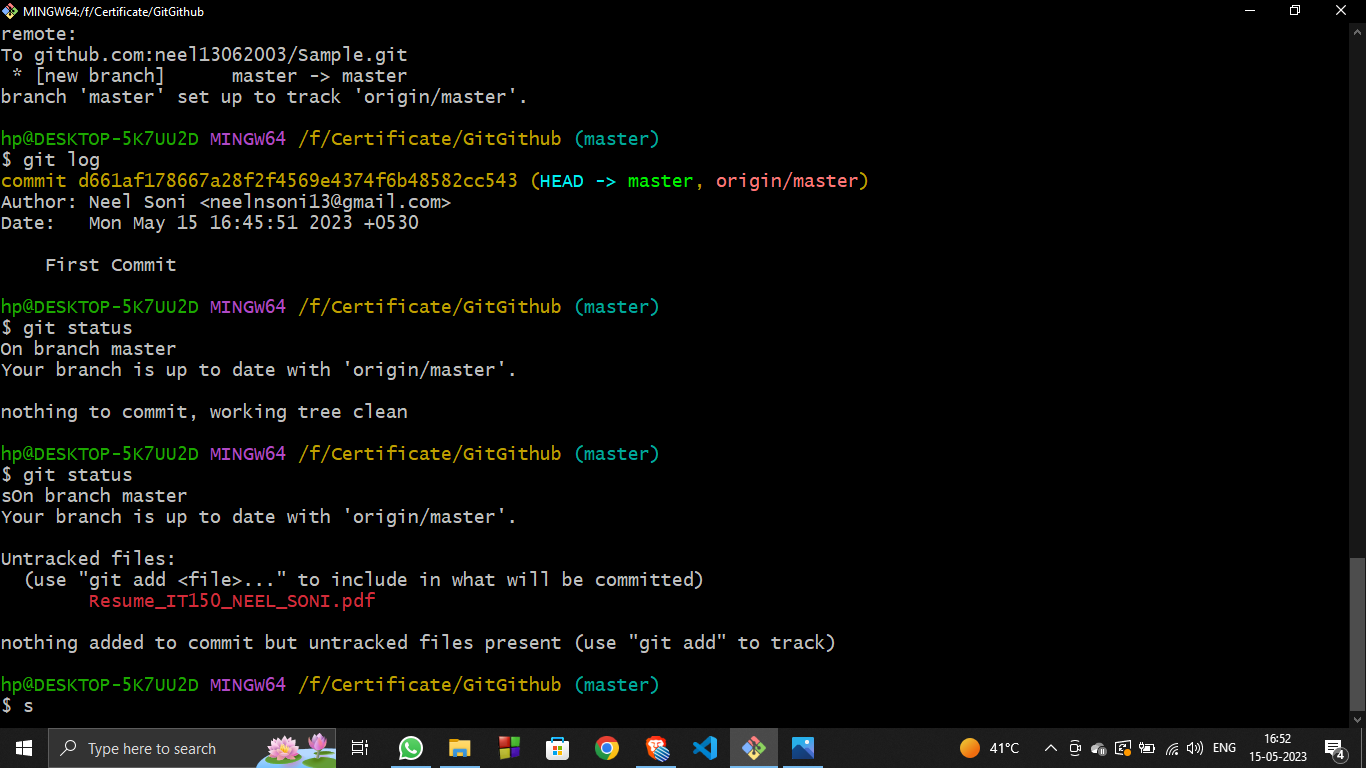 MINGW64:/f/Certificate/GitGithub
remote:
To github.com:neel13062003/Sample.git
 * [new branch]      master -> master
branch 'master' set up to track 'origin/master'.

hp@DESKTOP-5K7UU2D MINGW64 /f/Certificate/GitGithub (master)
$ git log
commit d661af178667a28f2f4569e4374f6b48582cc543 (HEAD -> master, origin/master)
Author: Neel Soni <neelnsoni13@gmail.com>
Date:   Mon May 15 16:45:51 2023 +0530

    First Commit

hp@DESKTOP-5K7UU2D MINGW64 /f/Certificate/GitGithub (master)
$ git status
On branch master
Your branch is up to date with 'origin/master'.

nothing to commit, working tree clean

hp@DESKTOP-5K7UU2D MINGW64 /f/Certificate/GitGithub (master)
$ git status
sOn branch master
Your branch is up to date with 'origin/master'.

Untracked files:
  (use "git add <file>..." to include in what will be committed)
        Resume_IT150_NEEL_SONI.pdf

nothing added to commit but untracked files present (use "git add" to track)

hp@DESKTOP-5K7UU2D MINGW64 /f/Certificate/GitGithub (master)
$ s
Type here to search
41°C
ENG
16:52
15-05-2023
4